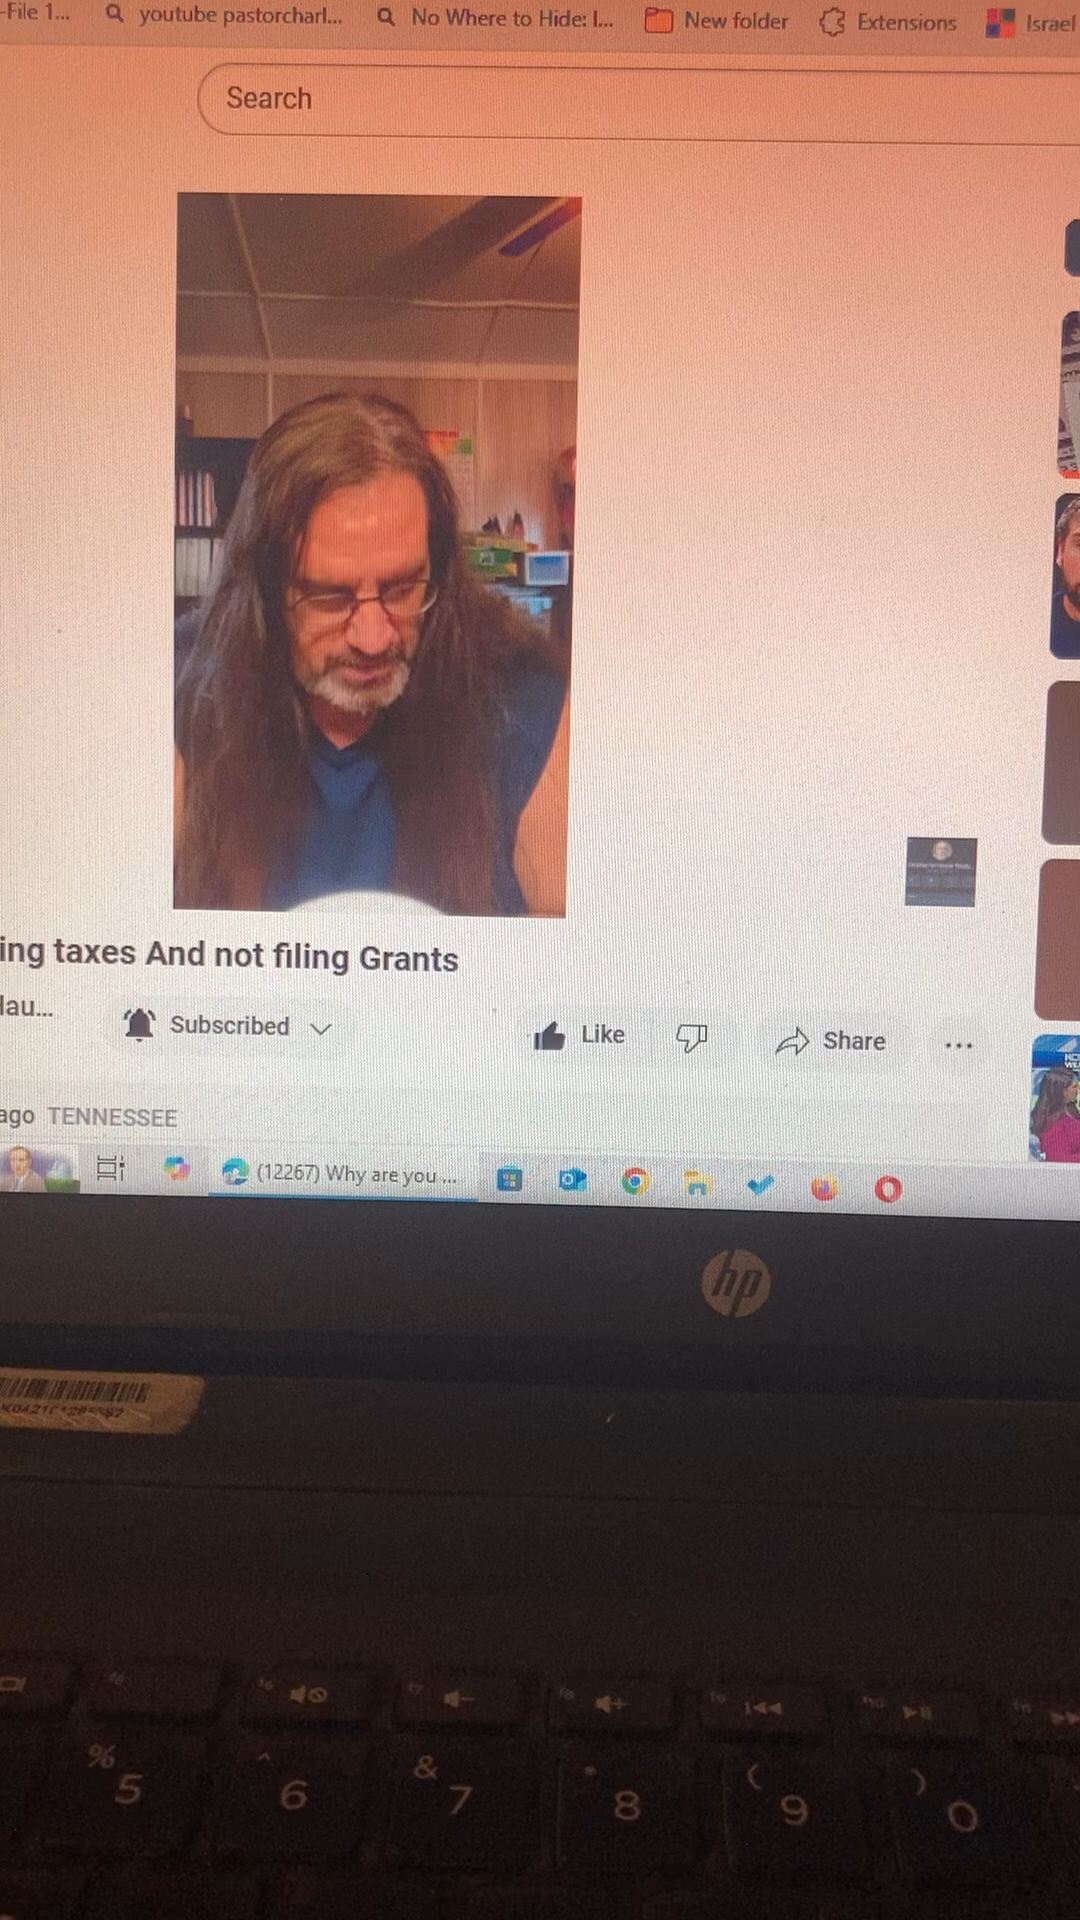 -File 1... youtube pastorcharl... No Where to Hide: I... New folder Extensions Israel
Search
ing taxes And not filing Grants
lau... Subscribed Like Share ...
ago TENNESSEE
(12267) Why are you ...
hp
% 5 ^ 6 & 7 * 8 ( 9 ) 0